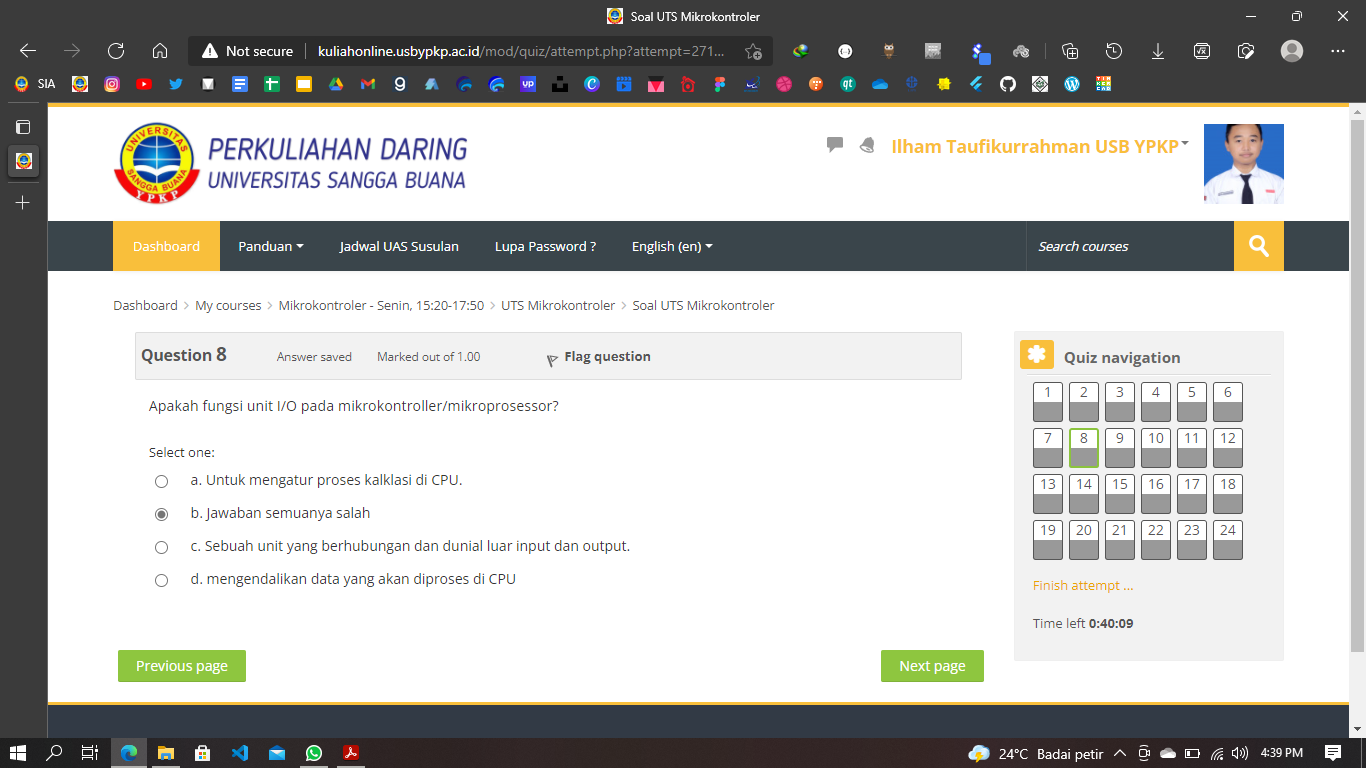 Soal UTS Mikrokontroler
Not secure
kuliahonline.usbypkp.ac.id/mod/quiz/attempt.php?attempt=271...
SIA
UNIVERSITAS
SANGGA BUANA
YPKP
PERKULIAHAN DARING
UNIVERSITAS SANGGA BUANA
Ilham Taufikurrahman USB YPKP
Dashboard
Panduan
Jadwal UAS Susulan
Lupa Password ?
English (en)
Search courses
Dashboard > My courses > Mikrokontroler - Senin, 15:20-17:50 > UTS Mikrokontroler > Soal UTS Mikrokontroler
Question 8
Answer saved
Marked out of 1.00
Flag question
Apakah fungsi unit I/O pada mikrokontroller/mikroprosessor?
Select one:
a. Untuk mengatur proses kalklasi di CPU.
b. Jawaban semuanya salah
c. Sebuah unit yang berhubungan dan dunial luar input dan output.
d. mengendalikan data yang akan diproses di CPU
Previous page
Next page
Quiz navigation
1 2 3 4 5 6
7 8 9 10 11 12
13 14 15 16 17 18
19 20 21 22 23 24
Finish attempt ...
Time left 0:40:09
24°C Badai petir
4:39 PM